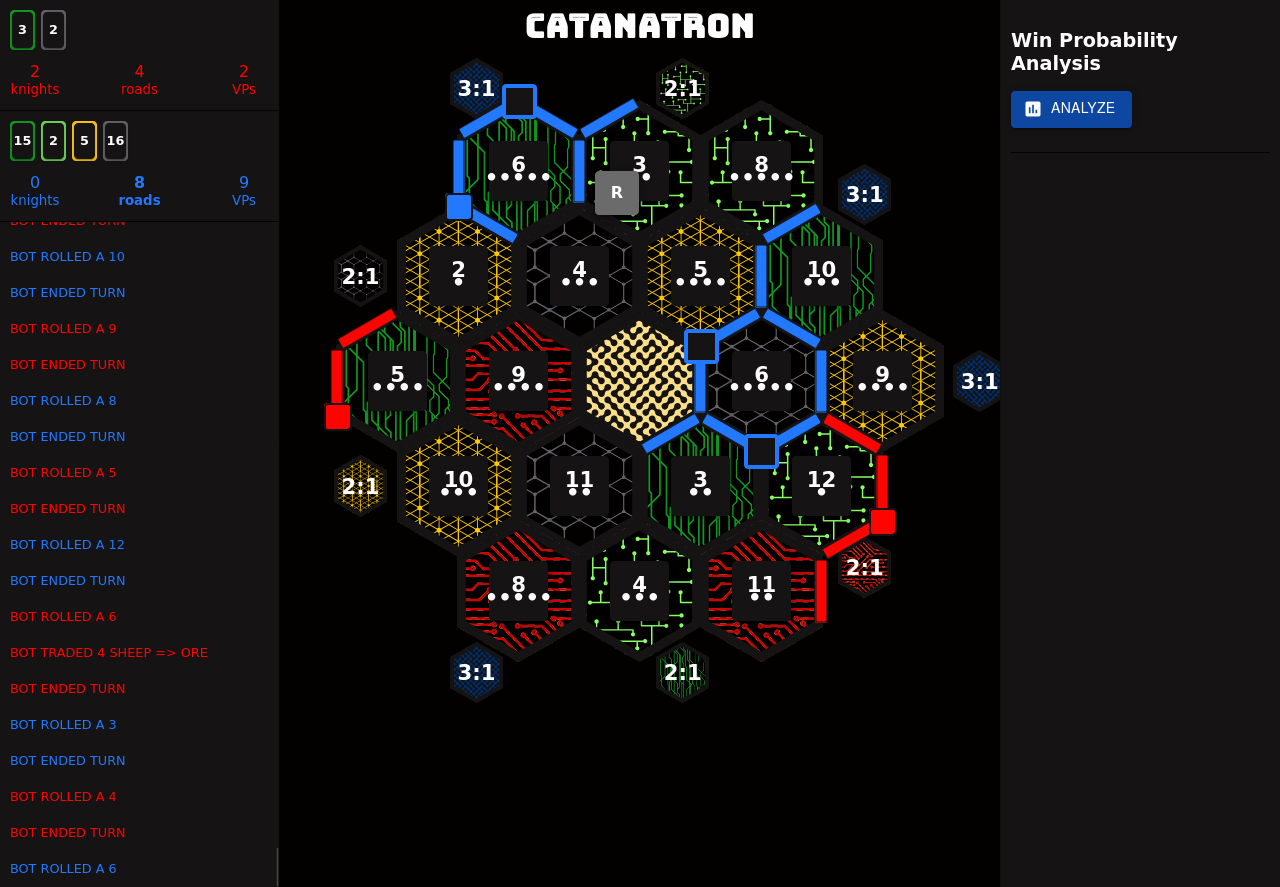 CATANATRON
3 2
2 4 2
knights roads VPs
15 2 5 16
0 8 9
knights roads VPs
BOT ENDED TURN
BOT ROLLED A 10
BOT ENDED TURN
BOT ROLLED A 9
BOT ENDED TURN
BOT ROLLED A 8
BOT ENDED TURN
BOT ROLLED A 5
BOT ENDED TURN
BOT ROLLED A 12
BOT ENDED TURN
BOT ROLLED A 6
BOT TRADED 4 SHEEP => ORE
BOT ENDED TURN
BOT ROLLED A 3
BOT ENDED TURN
BOT ROLLED A 4
BOT ENDED TURN
BOT ROLLED A 6
3:1 2:1
6 3 8
R
3:1
2:1 2 4 5 10
5 9 6 9 3:1
2:1 10 11 3 12
2:1
8 4 11
3:1 2:1
Win Probability
Analysis
ANALYZE